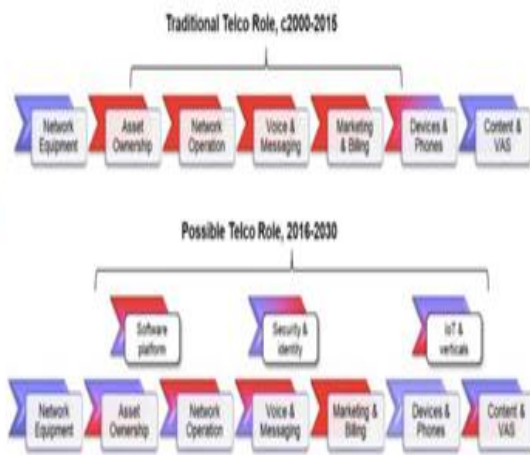 Traditional Telco Role, c2000-2015
Network
Equipment
Asset
Ownership
Network
Operation
Voice &
Messaging
Marketing
& Billing
Devices &
Phones
Content &
VAS
Possible Telco Role, 2016-2030
Software
platform
Security &
identity
IoT &
verticals
Network
Equipment
Asset
Ownership
Network
Operation
Voice &
Messaging
Marketing &
Billing
Devices &
Phones
Content &
VAS